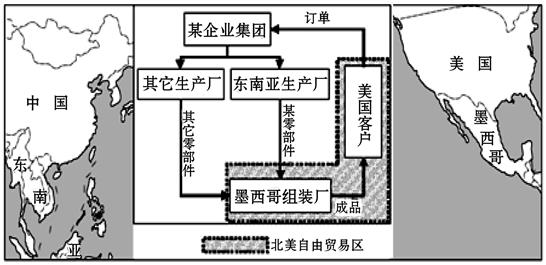 中国
东
南
亚
某企业集团
订单
其它生产厂
东南亚生产厂
其它零部件
某零部件
美国客户
墨西哥组装厂
成品
北美自由贸易区
美国
墨
西
哥